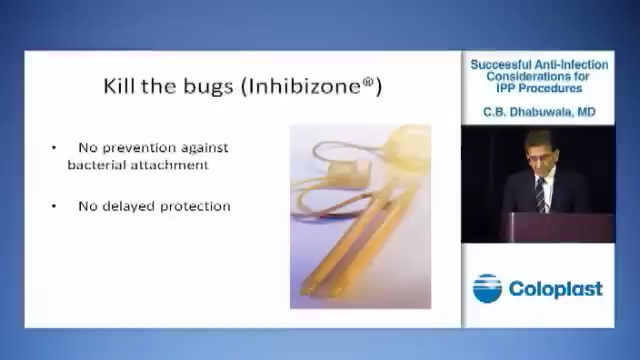 Kill the bugs (Inhibizone®)
• No prevention against
bacterial attachment
• No delayed protection
Successful Anti-Infection
Considerations for
IPP Procedures
C.B. Dhabuwala, MD
Coloplast